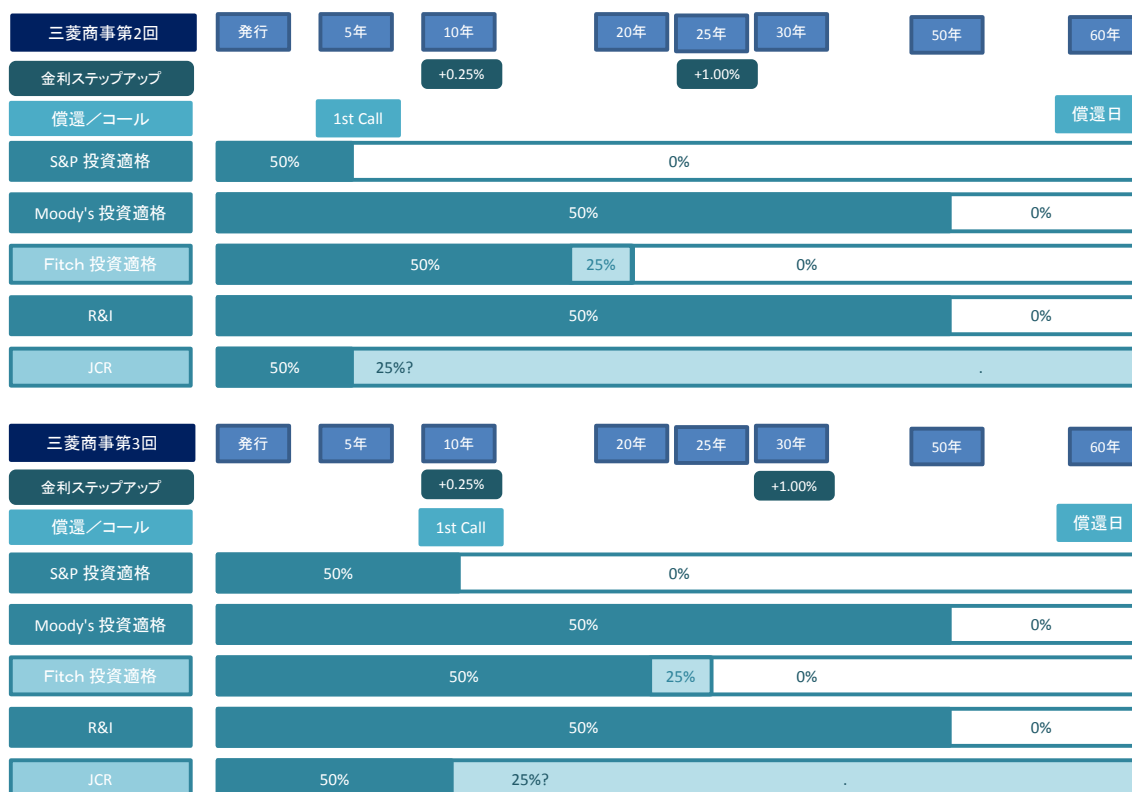 三菱商事第2回 発行 5年 10年 20年 25年 30年 50年 60年
金利ステップアップ +0.25% +1.00%
償還／コール 1st Call 償還日
S&P 投資適格 50% 0%
Moody's 投資適格 50% 0%
Fitch 投資適格 50% 25% 0%
R&I 50% 0%
JCR 50% 25%? .
三菱商事第3回 発行 5年 10年 20年 25年 30年 50年 60年
金利ステップアップ +0.25% +1.00%
償還／コール 1st Call 償還日
S&P 投資適格 50% 0%
Moody's 投資適格 50% 0%
Fitch 投資適格 50% 25% 0%
R&I 50% 0%
JCR 50% 25%? .